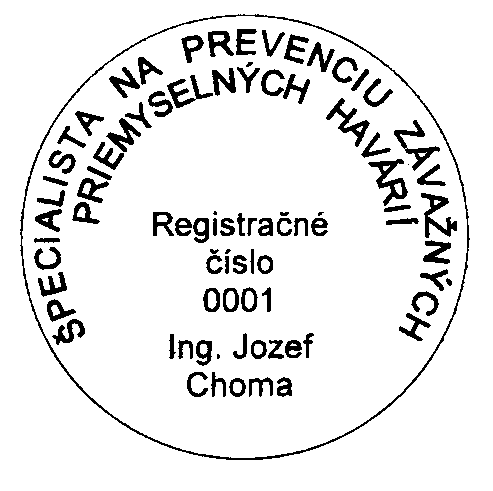 ŠPECIALISTA NA PREVENCIU ZÁVAŽNÝCH
PRIEMYSELNÝCH HAVÁRIÍ
Registračné
číslo
0001
Ing. Jozef
Choma